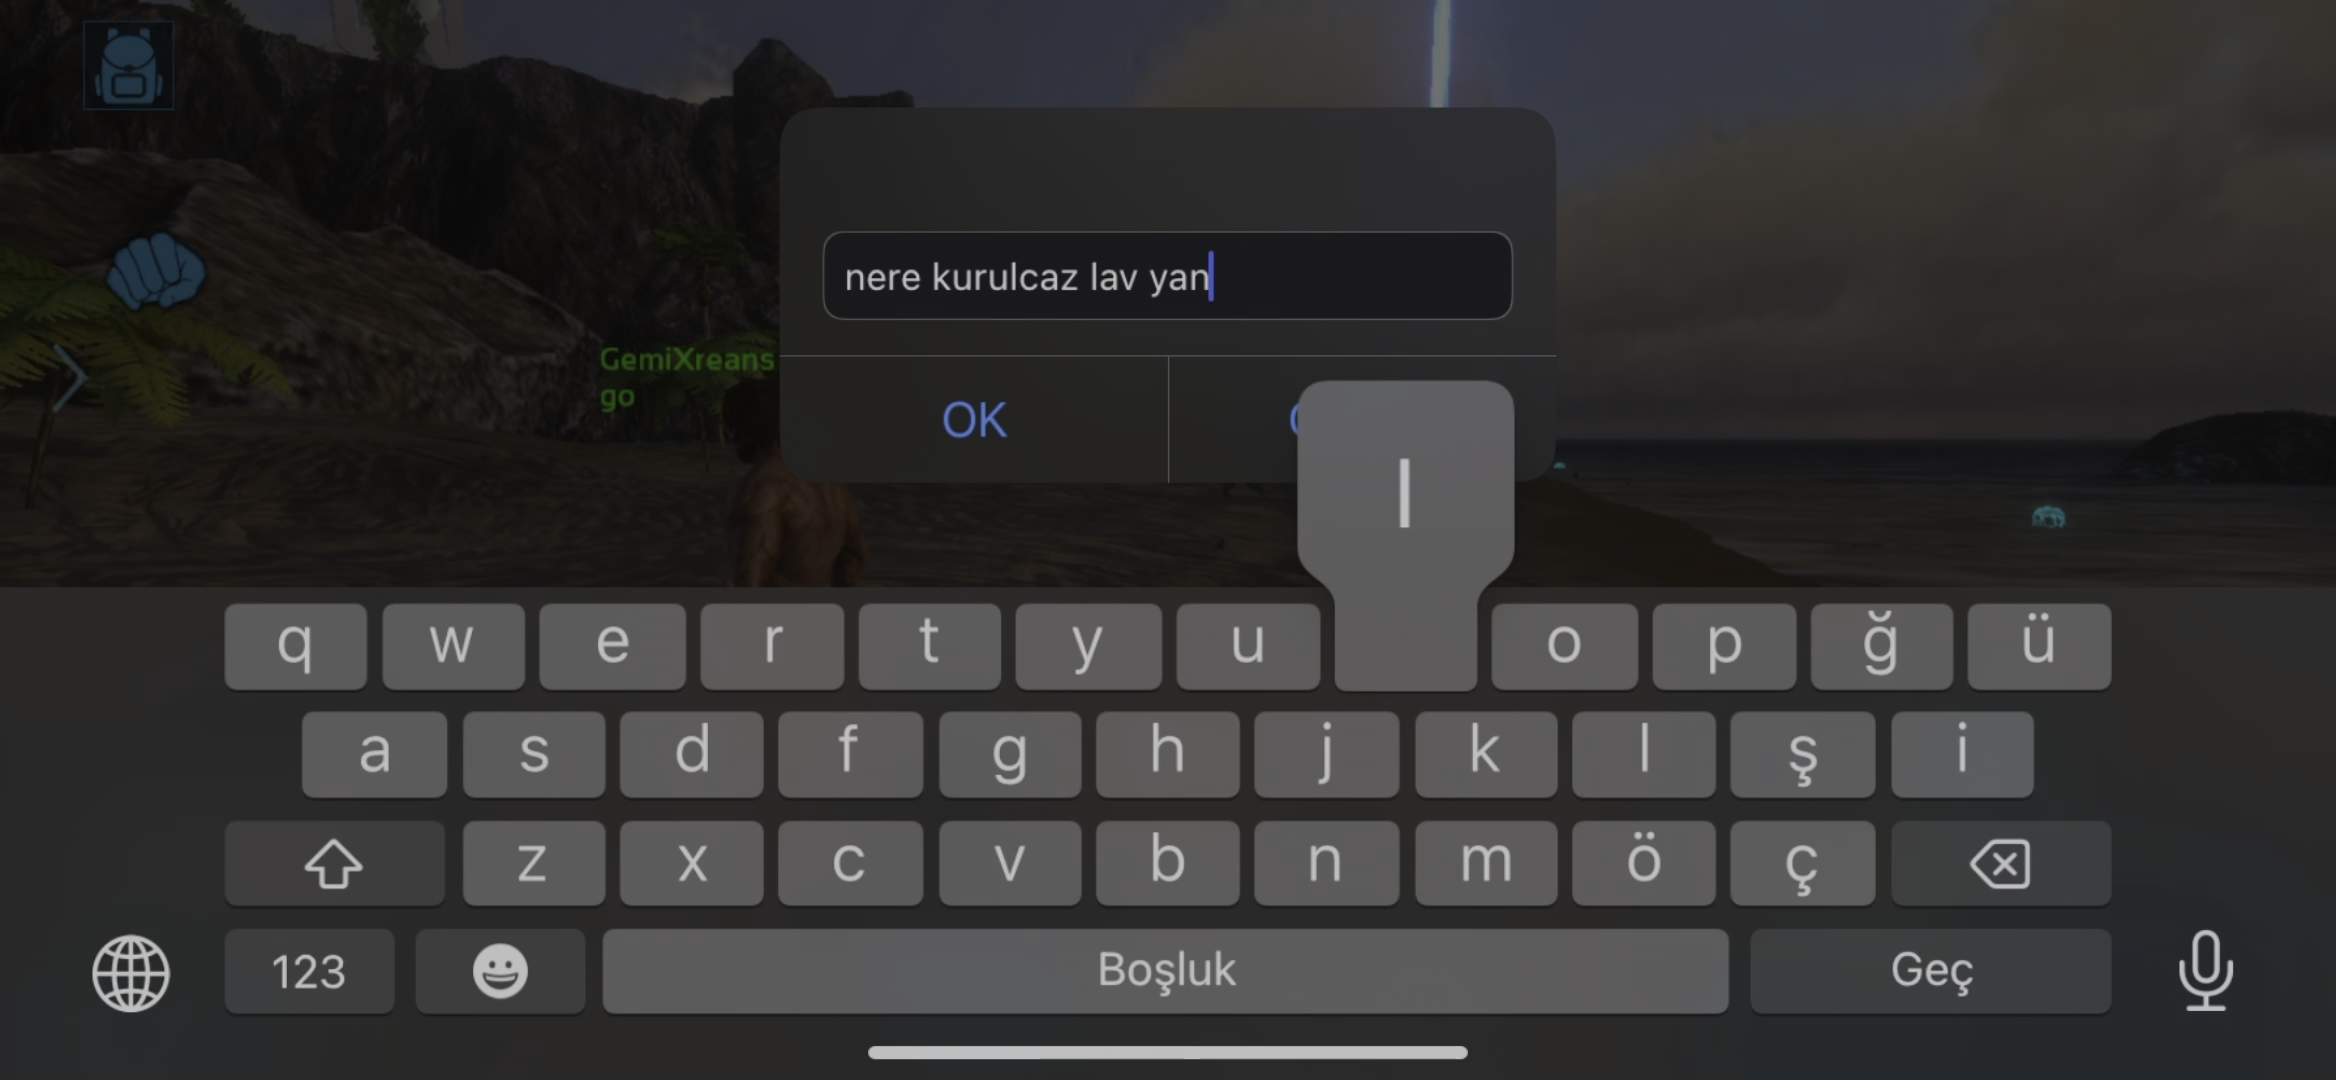 nere kurulcaz lav yan
GemiXreans
go
OK
ı
q w e r t y u o p ğ ü
a s d f g h j k l ş i
z x c v b n m ö ç
123 Boşluk Geç